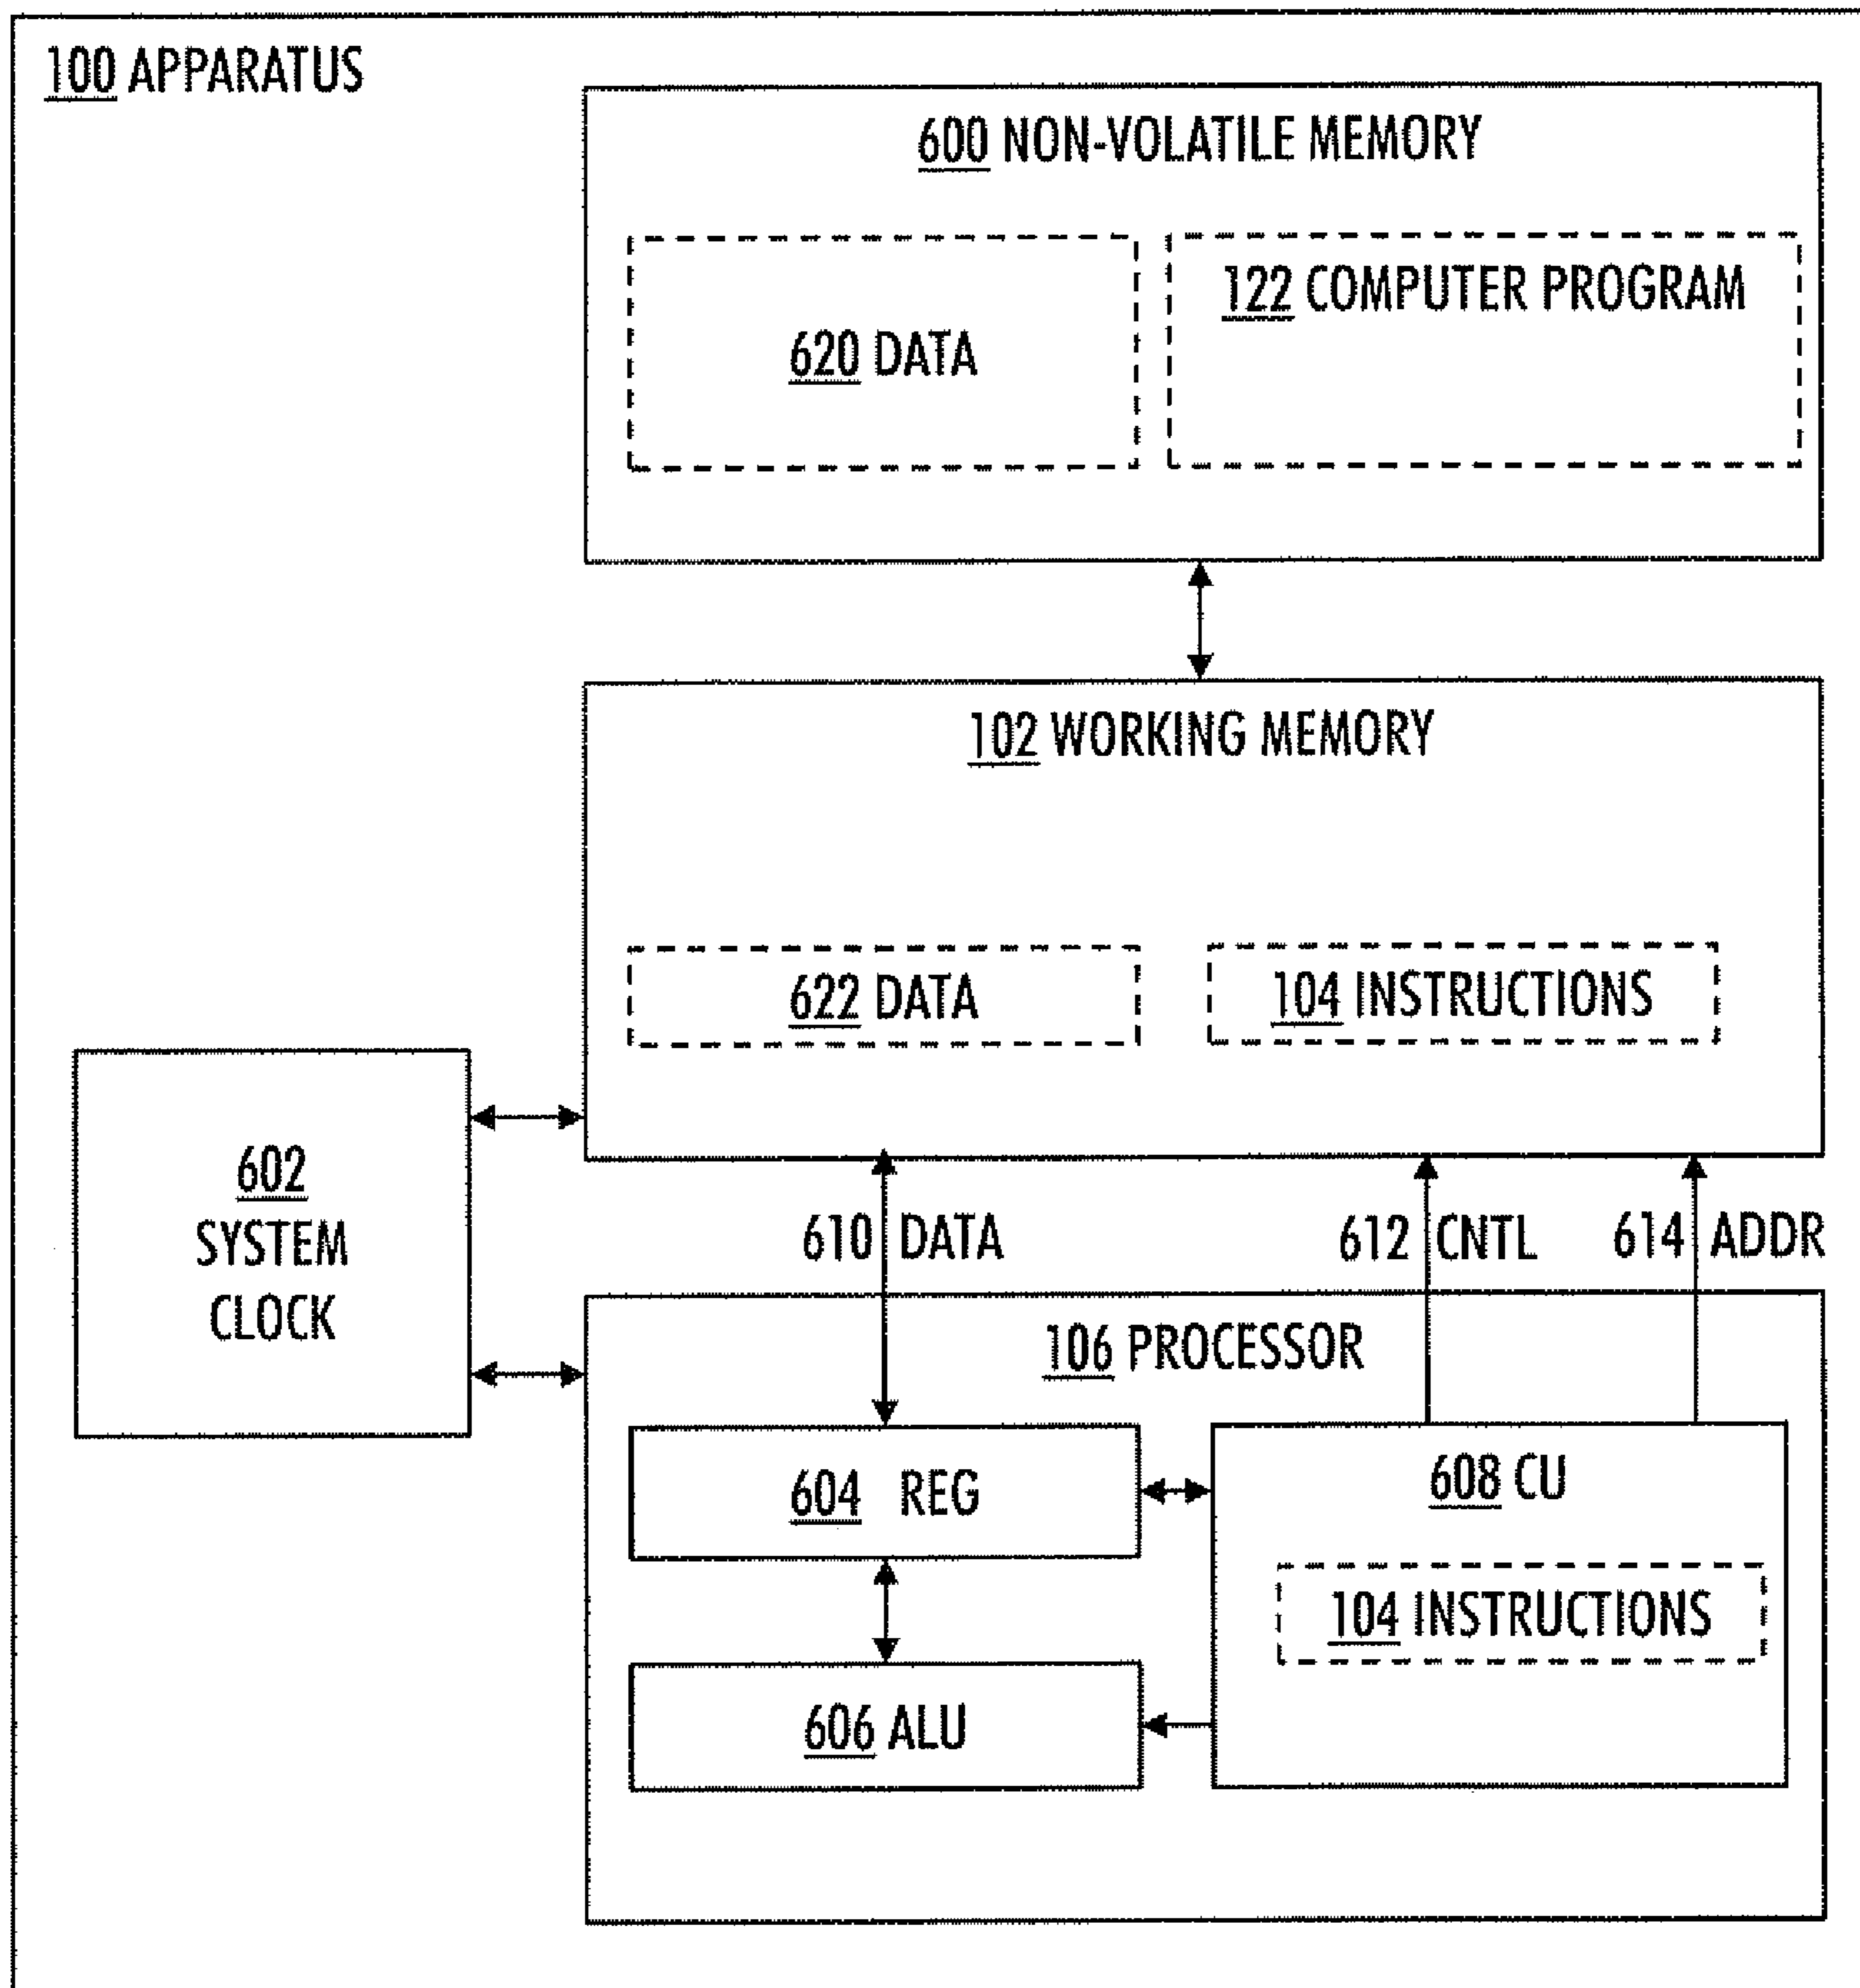 100 APPARATUS
600 NON-VOLATILE MEMORY
620 DATA
122 COMPUTER PROGRAM
102 WORKING MEMORY
622 DATA
104 INSTRUCTIONS
602
SYSTEM
CLOCK
610 DATA
612 CNTL
614 ADDR
106 PROCESSOR
604 REG
608 CU
104 INSTRUCTIONS
606 ALU